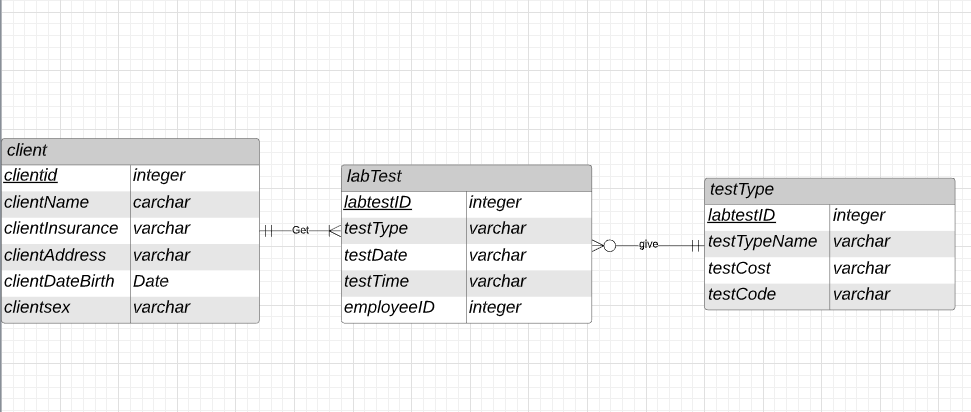 client
clientid integer
clientName carchar
clientInsurance varchar
clientAddress varchar
clientDateBirth Date
clientsex varchar
Get
labTest
labtestID integer
testType varchar
testDate varchar
testTime varchar
employeeID integer
give
testType
labtestID integer
testTypeName varchar
testCost varchar
testCode varchar